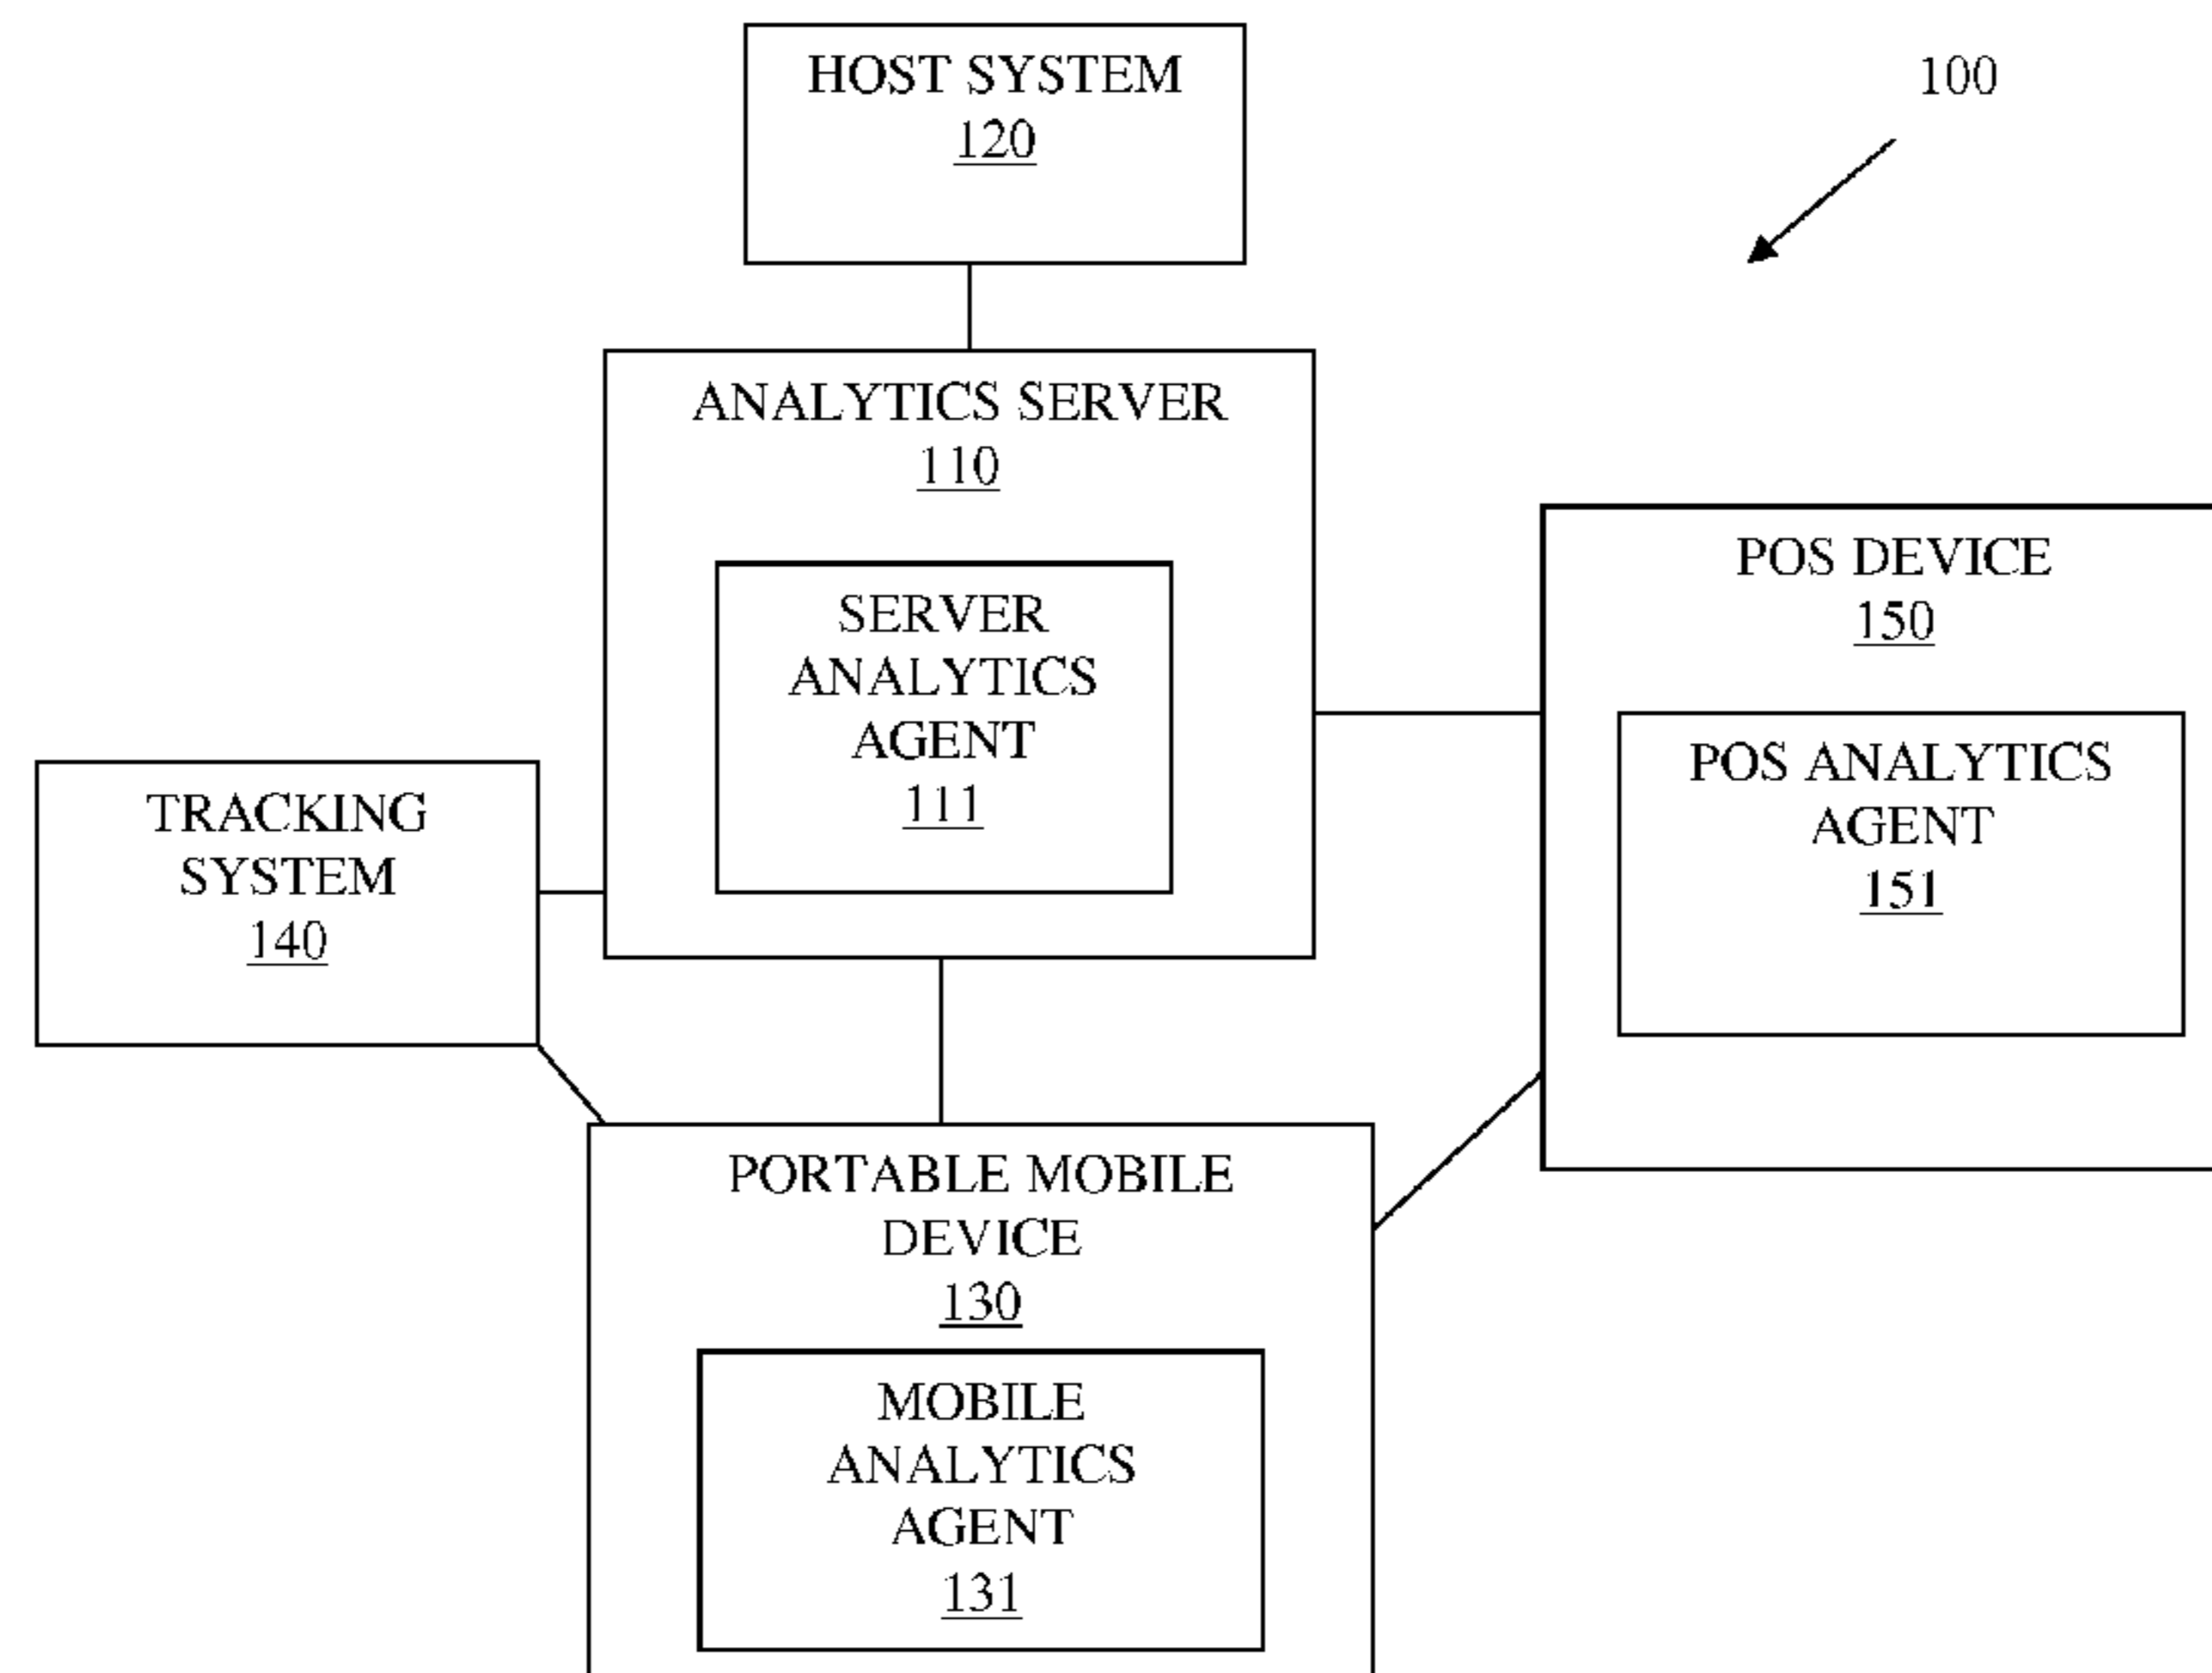 HOST SYSTEM
120
100
ANALYTICS SERVER
110
SERVER
ANALYTICS
AGENT
111
POS DEVICE
150
POS ANALYTICS
AGENT
151
TRACKING
SYSTEM
140
PORTABLE MOBILE
DEVICE
130
MOBILE
ANALYTICS
AGENT
131